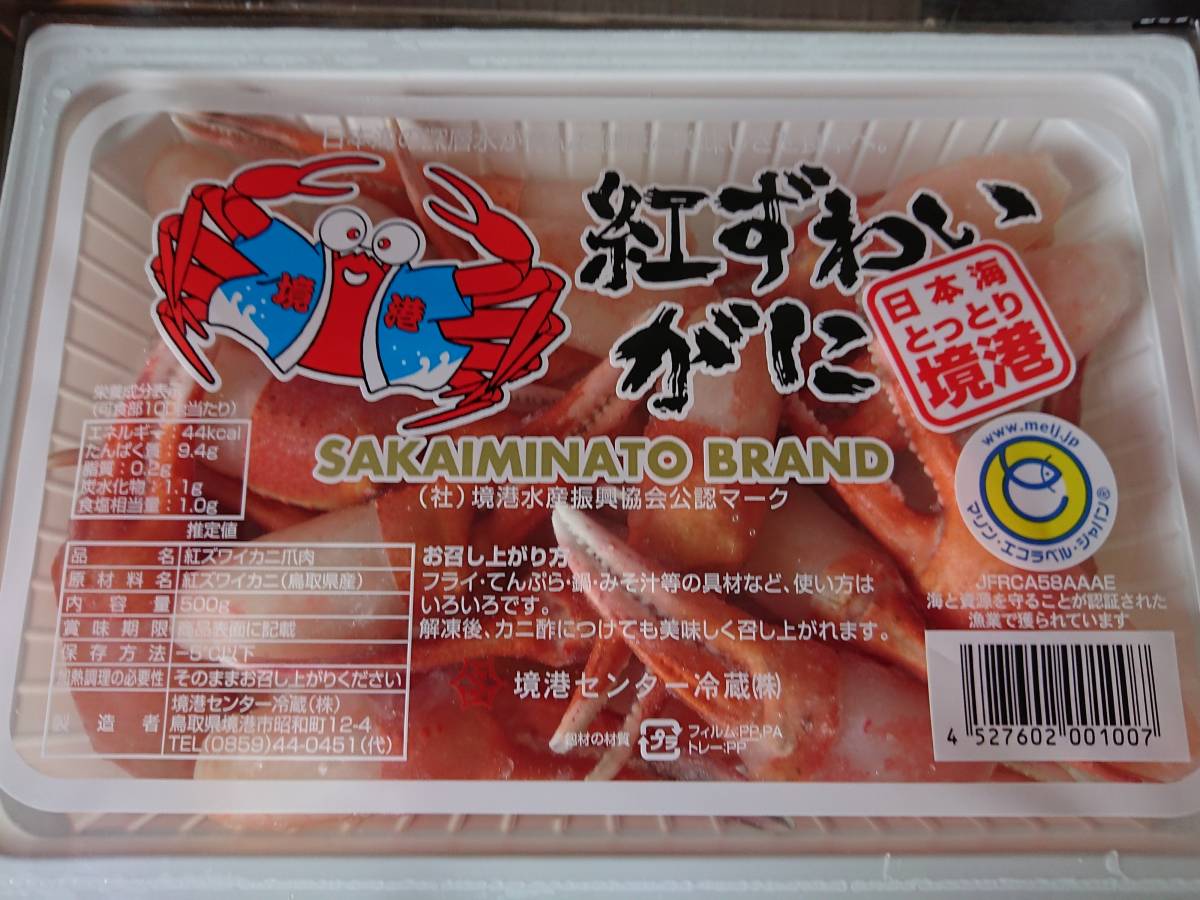 紅ずわい
がに
境
港
日本海
とっとり
境港
SAKAIMINATO BRAND
(社)境港水産振興協会公認マーク
www.melj.jp
マリン・エコラベル・ジャパン®
JFRCA58AAAE
海と資源を守ることが認証された
漁業で獲られています
栄養成分表示
(可食部100g当たり)
エネルギー:44kcal
たんぱく質:9.4g
脂質:0.2g
炭水化物:1.1g
食塩相当量:1.0g
推定値
品名 紅ズワイカニ爪肉
原材料名 紅ズワイカニ(鳥取県産)
内容量 500g
賞味期限 商品表面に記載
保存方法 -5℃以下
加熱調理の必要性 そのままお召し上がりください
製造者 境港センター冷蔵(株)
鳥取県境港市昭和町12-4
TEL(0859)44-0451(代)
お召し上がり方
フライ・てんぷら・鍋・みそ汁等の具材など、使い方は
いろいろです。
解凍後、カニ酢につけても美味しく召し上がれます。
境港センター冷蔵(株)
包材の材質 プラ フィルム:PP,PA
トレー:PP
4 527602 001007